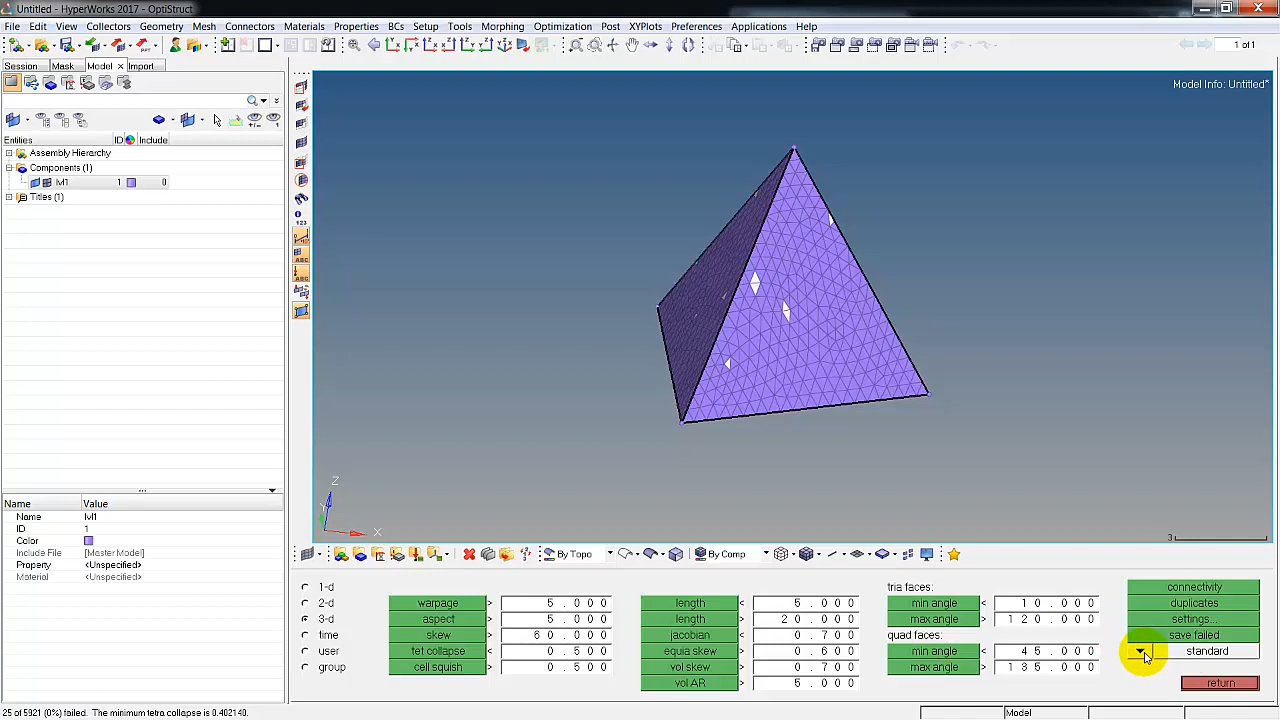 Untitled - HyperWorks 2017 - OptiStruct
File Edit View Collectors Geometry Mesh Connectors Materials Properties BCs Setup Tools Morphing Optimization Post XYPlots Preferences Applications Help
1 of 1
Session Mask Model Import
Model Info: Untitled*
Entities ID Include
Assembly Hierarchy
Components (1)
lvl1 1 0
Titles (1)
Name Value
Name lvl1
ID 1
Color
Include File [Master Model]
Property <Unspecified>
Material <Unspecified>
Z
X
3
By Topo By Comp
1-d
2-d
3-d
time
user
group
warpage > 5.000
aspect > 5.000
skew > 60.000
tet collapse < 0.500
cell squish > 0.500
length < 5.000
length > 20.000
jacobian < 0.700
equia skew > 0.600
vol skew > 0.700
vol AR > 5.000
tria faces:
min angle < 10.000
max angle > 120.000
quad faces:
min angle < 45.000
max angle > 135.000
connectivity
duplicates
settings...
save failed
standard
return
25 of 5921 (0%) failed. The minimum tetra collapse is 0.402140.
Model